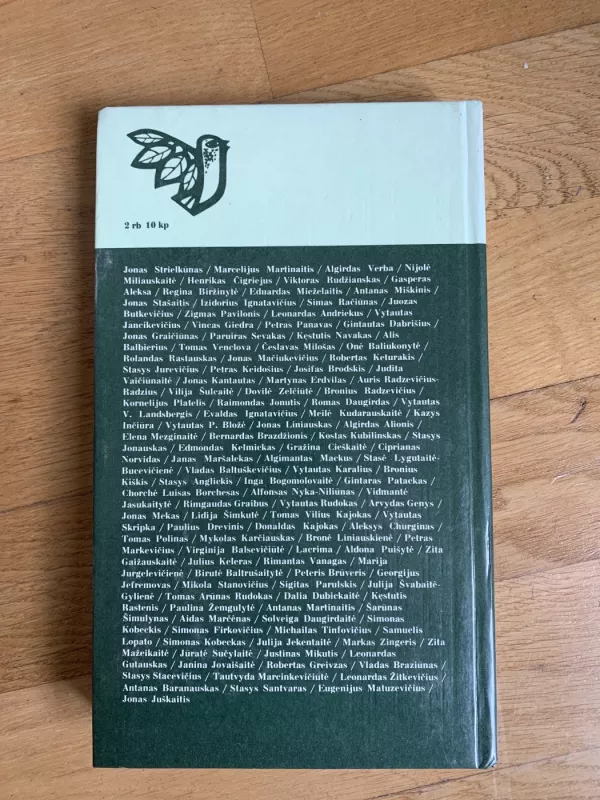 2 rb 10 kp
Jonas Strielkūnas / Marcelijus Martinaitis / Algirdas Verba / Nijolė
Miliauskaitė / Henrikas Čigriejus / Viktoras Rudžianskas / Gasperas
Aleksa / Regina Biržinytė / Eduardas Mieželaitis / Antanas Miškinis /
Jonas Stašaitis / Izidorius Ignatavičius / Simas Račiūnas / Juozas
Butkevičius / Zigmas Pavilonis / Leonardas Andriekus / Vytautas
Jancikevičius / Vincas Giedra / Petras Panavas / Gintautas Dabrišius /
Jonas Graičiūnas / Paruiras Sevakas / Kęstutis Navakas / Alis
Balbierius / Tomas Venclova / Česlavas Milošas / Onė Baliukonytė /
Rolandas Rastauskas / Jonas Mačiukevičius / Robertas Keturakis /
Stasys Jurevičius / Petras Keidošius / Josifas Brodskis / Judita
Vaičiūnaitė / Jonas Kantautas / Martynas Erdvilas / Auris Radzevičius-
Radzius / Vilija Šulcaitė / Dovilė Zelčiūtė / Bronius Radzevičius /
Kornelijus Platelis / Raimondas Jonutis / Romas Daugirdas / Vytautas
V. Landsbergis / Evaldas Ignatavičius / Meilė Kudarauskaitė / Kazys
Inčiūra / Vytautas P. Bložė / Jonas Liniauskas / Algirdas Alionis /
Elena Mezginaitė / Bernardas Brazdžionis / Kostas Kubilinskas / Stasys
Jonauskas / Edmondas Kelmickas / Gražina Cieškaitė / Ciprianas
Norvidas / Janas Maršalekas / Algimantas Mackus / Stasė Lygutaitė-
Bucevičienė / Vladas Baltuškevičius / Vytautas Karalius / Bronius
Kiškis / Stasys Anglickis / Inga Bogomolovaitė / Gintaras Patackas /
Chorchė Luisas Borchesas / Alfonsas Nyka-Niliūnas / Vidmantė
Jasukaitytė / Rimgaudas Graibus / Vytautas Rudokas / Arvydas Genys /
Jonas Mekas / Lidija Šimkutė / Tomas Vilius Kajokas / Vytautas
Skripka / Paulius Drevinis / Donaldas Kajokas / Aleksys Churginas /
Tomas Polinas / Mykolas Karčiauskas / Bronė Liniauskienė / Petras
Markevičius / Virginija Balsevičiūtė / Lacrima / Aldona Puišytė / Zita
Gaižauskaitė / Julius Keleras / Rimantas Vanagas / Marija
Jurgelevičienė / Birutė Baltrušaitytė / Peteris Brūveris / Georgijus
Jefremovas / Mikola Stanovičius / Sigitas Parulskis / Julija Švabaitė-
Gylienė / Tomas Arūnas Rudokas / Dalia Dubickaitė / Kęstutis
Rastenis / Paulina Žemgulytė / Antanas Martinaitis / Šarūnas
Šimulynas / Aidas Marčėnas / Solveiga Daugirdaitė / Simonas
Kobeckis / Simonas Firkovičius / Michailas Tinfovičius / Samuelis
Lopato / Simonas Kobeckas / Julija Jekentaitė / Markas Zingeris / Zita
Mažeikaitė / Jūratė Sučylaitė / Justinas Mikutis / Leonardas
Gutauskas / Janina Jovaišaitė / Robertas Greivzas / Vladas Braziūnas /
Stasys Stacevičius / Tautvyda Marcinkevičiūtė / Leonardas Žitkevičius /
Antanas Baranauskas / Stasys Santvaras / Eugenijus Matuzevičius /
Jonas Juškaitis